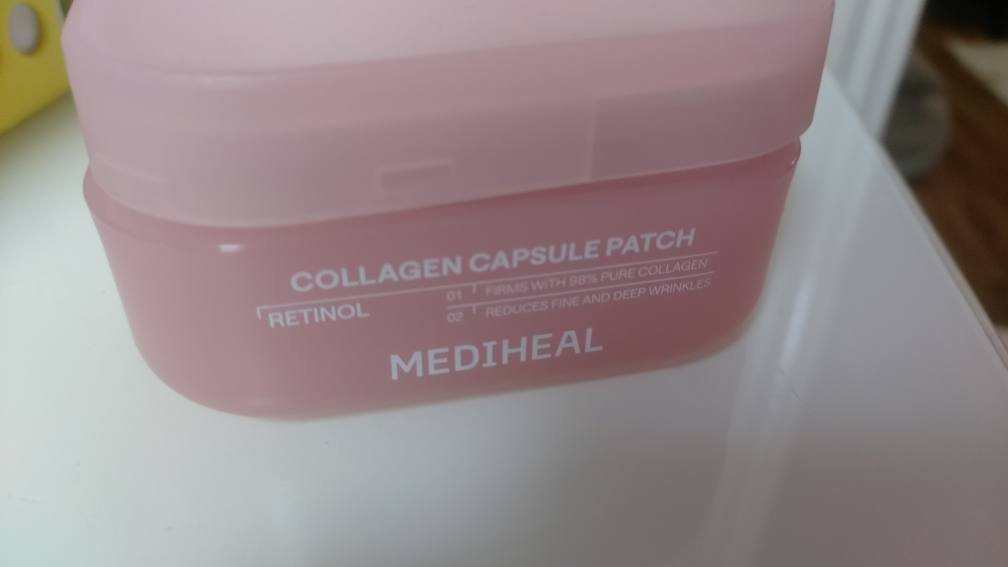 COLLAGEN CAPSULE PATCH
RETINOL
01 FIRMS WITH 98% PURE COLLAGEN
02 REDUCES FINE AND DEEP WRINKLES
MEDIHEAL